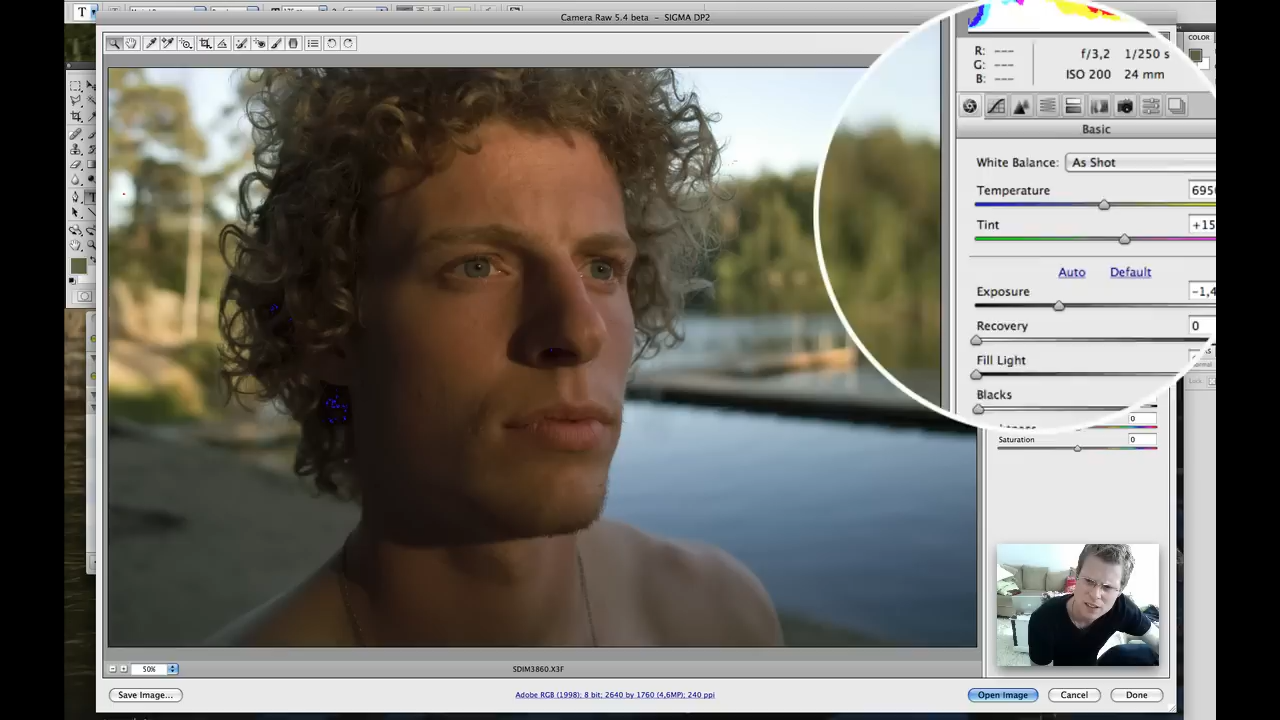 Camera Raw 5.4 beta – SIGMA DP2
T
COLOR
R: ---
G: ---
B: ---
f/3,2 1/250 s
ISO 200 24 mm
Basic
White Balance: As Shot
Temperature
Tint +15
Auto Default
Exposure
Recovery 0
Fill Light
Blacks
0
Saturation 0
50%
SDIM3860.X3F
Save Image...
Adobe RGB (1998); 8 bit; 2640 by 1760 (4,6MP); 240 ppi
Open Image Cancel Done